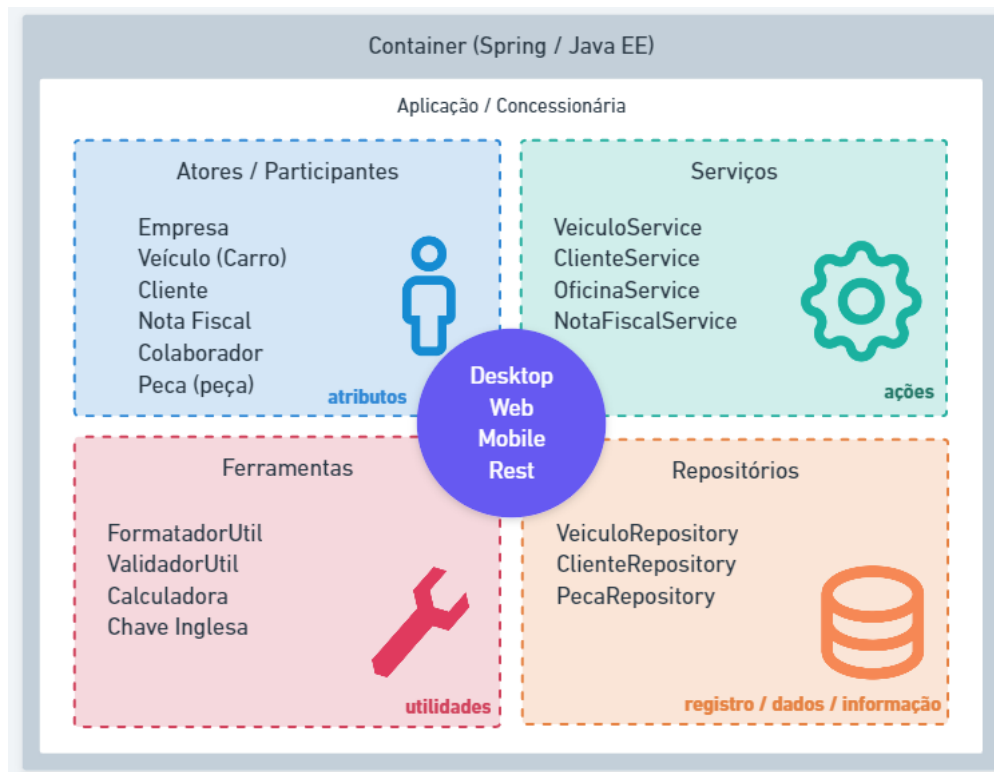 Container (Spring / Java EE)
Aplicação / Concessionária
Atores / Participantes
Empresa
Veículo (Carro)
Cliente
Nota Fiscal
Colaborador
Peca (peça)
atributos
Serviços
VeiculoService
ClienteService
OficinaService
NotaFiscalService
ações
Desktop
Web
Mobile
Rest
Ferramentas
FormatadorUtil
ValidadorUtil
Calculadora
Chave Inglesa
utilidades
Repositórios
VeiculoRepository
ClienteRepository
PecaRepository
registro / dados / informação